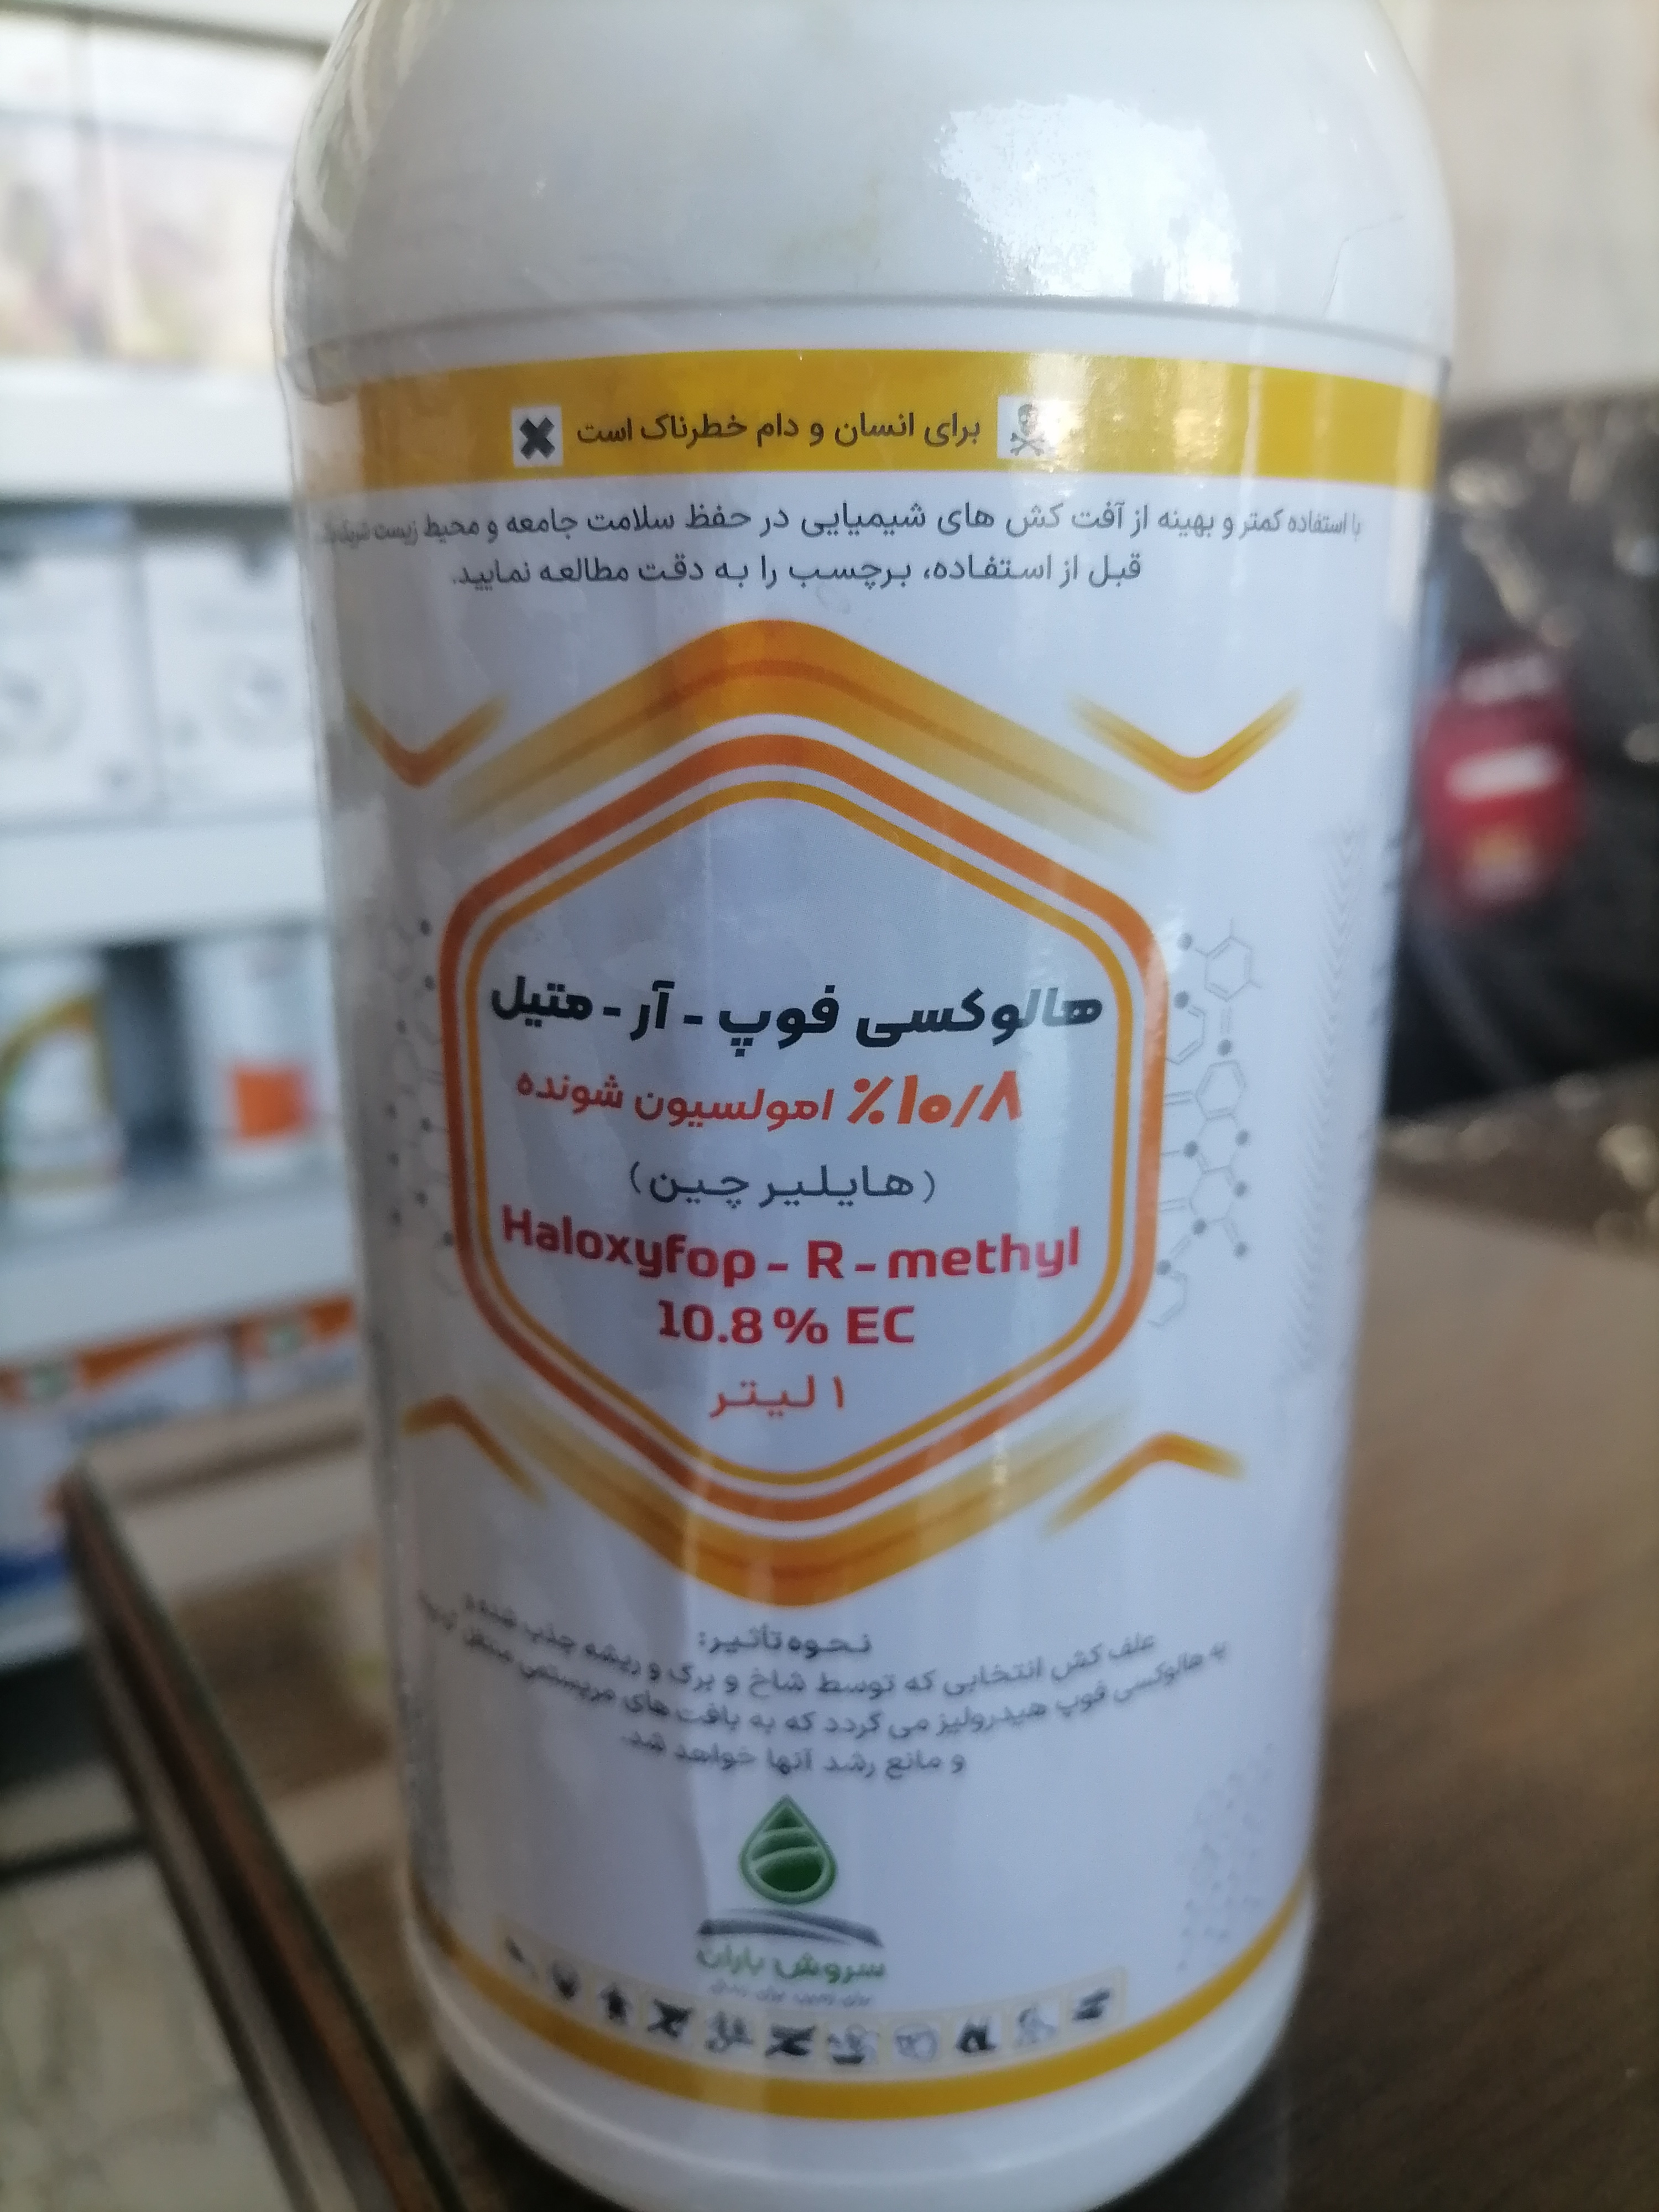 برای انسان و دام خطرناک است
با استفاده کمتر و بهینه از آفت کش های شیمیایی در حفظ سلامت جامعه و محیط زیست
قبل از استفاده، برچسب را به دقت مطالعه نمایید.
هالوکسی فوپ - آر - متیل
۱۰/۸٪ امولسیون شونده
(هایلیر چین)
Haloxyfop - R - methyl
10.8% EC
۱ لیتر
نحوه تأثیر:
علف کش انتخابی که توسط شاخ و برگ و ریشه جذب شده و
به هالوکسی فوپ هیدرولیز می گردد که به بافت های مریستمی منتقل
و مانع رشد آنها خواهد شد.
سروش باران